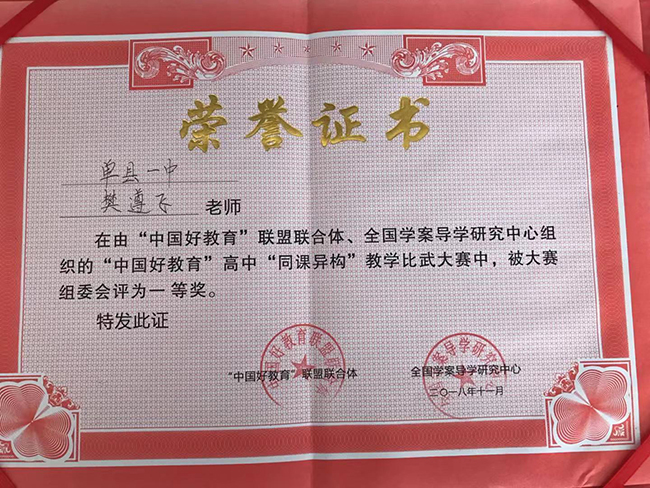 荣誉证书
单县一中
樊遵飞 老师
在由“中国好教育”联盟联合体、全国学案导学研究中心组
织的“中国好教育”高中“同课异构”教学比武大赛中，被大赛
组委会评为一等奖。
特发此证
“中国好教育”联盟联合体 全国学案导学研究中心
二〇一八年十一月